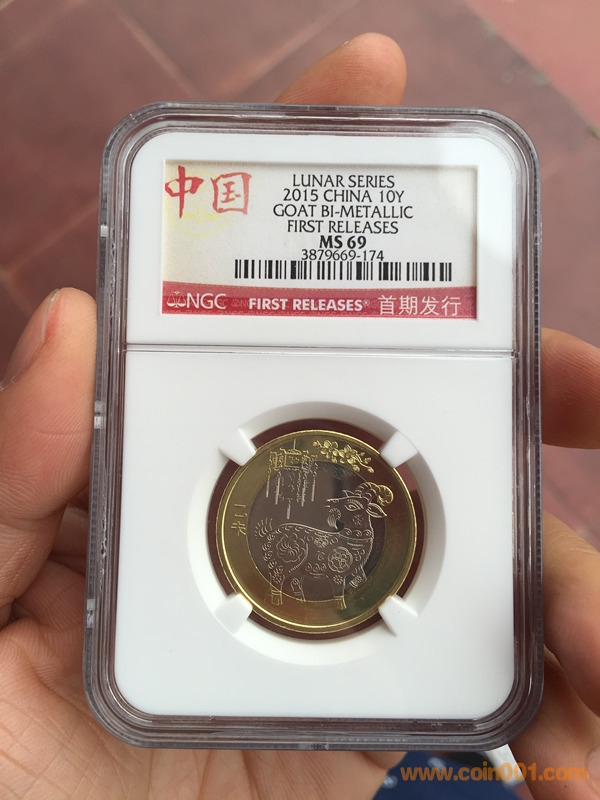 中国
LUNAR SERIES
2015 CHINA 10Y
GOAT BI-METALLIC
FIRST RELEASES
MS 69
3879669-174
NGC FIRST RELEASES® 首期发行
www.coin001.com